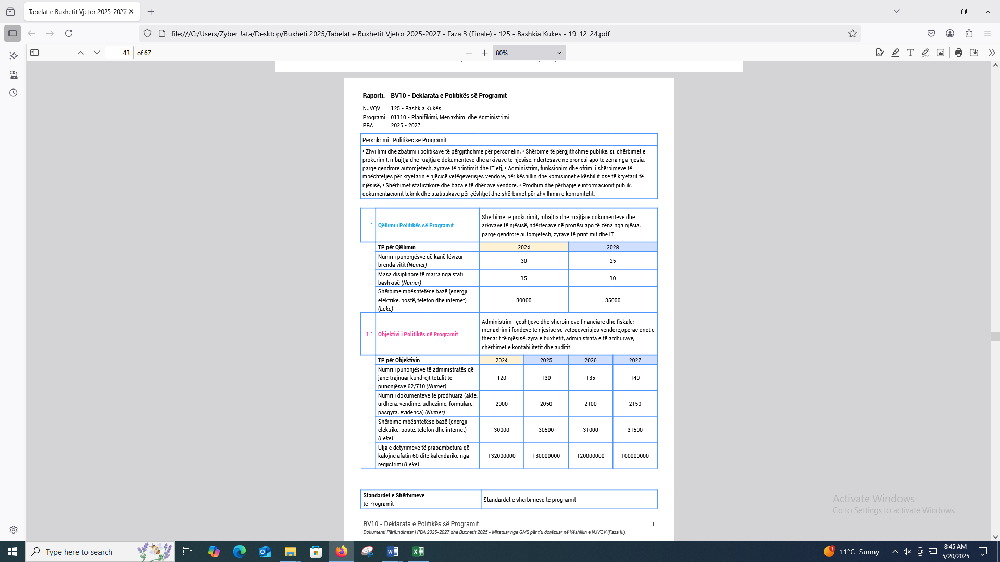 Tabelat e Buxhetit Vjetor 2025-2027
file:///C:/Users/Zyber Jata/Desktop/Buxheti 2025/Tabelat e Buxhetit Vjetor 2025-2027 - Faza 3 (Finale) - 125 - Bashkia Kukës - 19_12_24.pdf
43 of 67
80%
Raporti: BV10 - Deklarata e Politikës së Programit
NJVQV: 125 - Bashkia Kukës
Programi: 01110 - Planifikimi, Menaxhimi dhe Administrimi
PBA: 2025 - 2027
Përshkrimi i Politikës së Programit
• Zhvillimi dhe zbatimi i politikave të përgjithshme për personelin; • Shërbime të përgjithshme publike, si: shërbimet e
prokurimit, mbajtja dhe ruajtja e dokumenteve dhe arkivave të njësisë, ndërtesave në pronësi apo të zëna nga njësia,
parqe qendrore automjetesh, zyrave të printimit dhe IT etj; • Administrim, funksionim dhe ofrimi i shërbimeve të
mbështetjes për kryetarin e njësisë vetëqeverisjes vendore, për këshillin dhe komisionet e këshillit ose të kryetarit të
njësisë; • Shërbimet statistikore dhe baza e të dhënave vendore; • Prodhim dhe përhapje e informacionit publik,
dokumentacionit teknik dhe statistikave për çështjet dhe shërbimet për zhvillimin e komunitetit.
1 Qëllimi i Politikës së Programit
Shërbimet e prokurimit, mbajtja dhe ruajtja e dokumenteve dhe
arkivave të njësisë, ndërtesave në pronësi apo të zëna nga njësia,
parqe qendrore automjetesh, zyrave të printimit dhe IT
TP për Qëllimin: 2024 2028
Numri i punonjësve që kanë lëvizur
brenda vitit (Numer) 30 25
Masa disiplinore të marra nga stafi
bashkisë (Numer) 15 10
Shërbime mbështetëse bazë (energji
elektrike, postë, telefon dhe internet) 30000 35000
(Leke)
1.1 Objektivi i Politikës së Programit
Administrim i çështjeve dhe shërbimeve financiare dhe fiskale;
menaxhim i fondeve të njësisë së vetëqeverisjes vendore,operacionet e
thesarit të njësisë, zyra e buxhetit, administrata e të ardhurave,
shërbimet e kontabilitetit dhe auditit.
TP për Objektivin: 2024 2025 2026 2027
Numri i punonjësve të administratës që
janë trajnuar kundrejt totalit të 120 130 135 140
punonjësve 62/710 (Numer)
Numri i dokumenteve te prodhuara (akte,
urdhëra, vendime, udhëzime, formularë, 2000 2050 2100 2150
pasqyra, evidenca) (Numer)
Shërbime mbështetëse bazë (energji
elektrike, postë, telefon dhe internet) 30000 30500 31000 31500
(Leke)
Ulja e detyrimeve të prapambetura që
kalojnë afatin 60 ditë kalendarike nga 132000000 130000000 120000000 100000000
regjistrimi (Leke)
Standardet e Shërbimeve
të Programit
Standardet e sherbimeve te programit
BV10 - Deklarata e Politikës së Programit 1
Dokumenti Përfundimtar i PBA 2025-2027 dhe Buxhetit 2025 - Miratuar nga GMS për t'u dorëzuar në Këshillin e NJVQV (Faza III).
Activate Windows
Go to Settings to activate Windows.
Type here to search
1
11°C Sunny
8:45 AM
5/20/2025